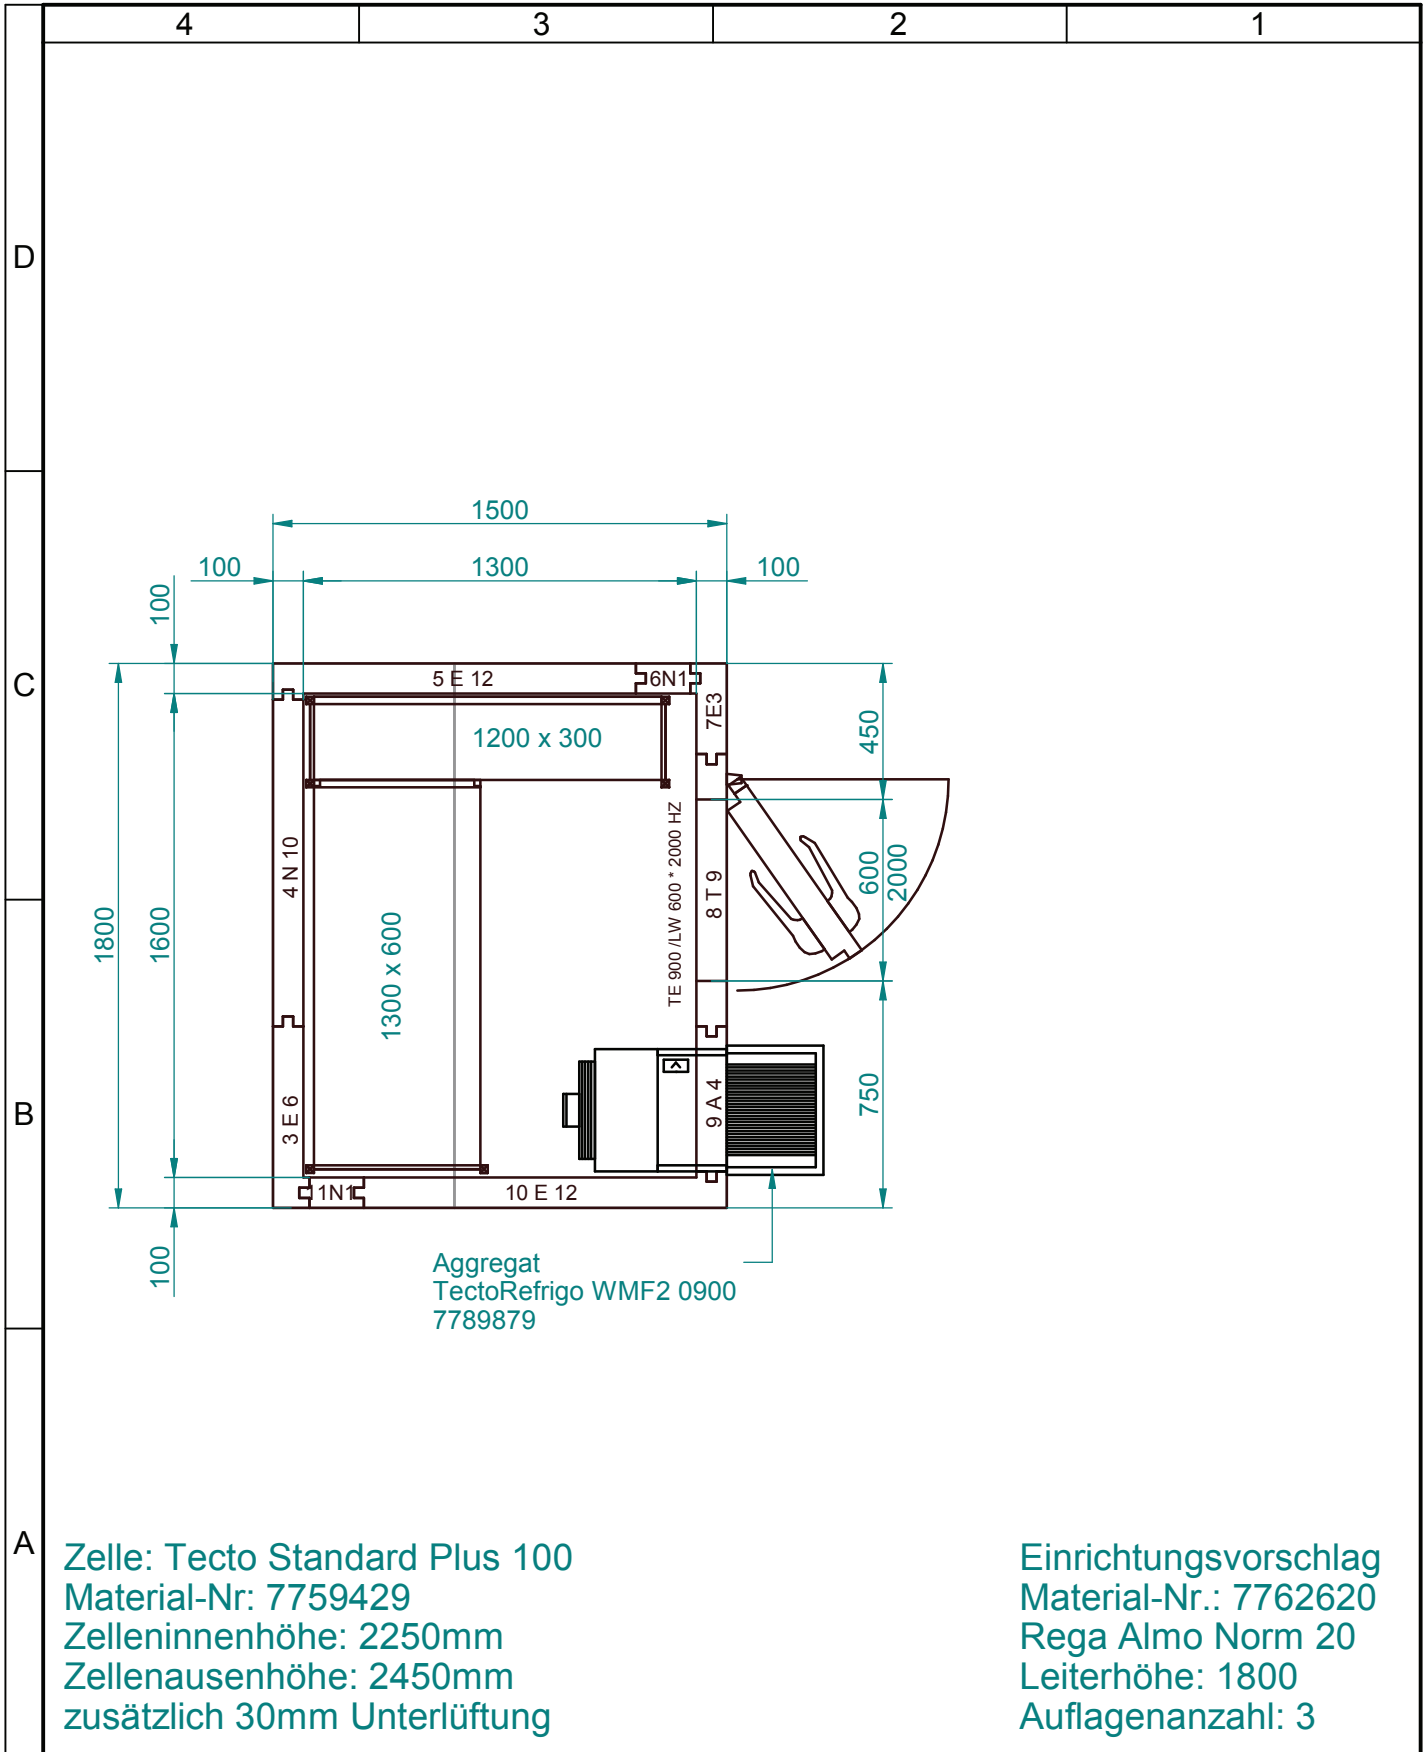 4
3
2
1
D
C
B
A
1500
100
1300
100
100
1800
1600
100
450
600
2000
750
5 E 12
6N1
7E3
1200 x 300
4 N 10
TE 900 /LW 600 * 2000 HZ
8 T 9
1300 x 600
3 E 6
9 A 4
1N1
10 E 12
Aggregat
TectoRefrigo WMF2 0900
7789879
Zelle: Tecto Standard Plus 100
Material-Nr: 7759429
Zelleninnenhöhe: 2250mm
Zellenausenhöhe: 2450mm
zusätzlich 30mm Unterlüftung
Einrichtungsvorschlag
Material-Nr.: 7762620
Rega Almo Norm 20
Leiterhöhe: 1800
Auflagenanzahl: 3